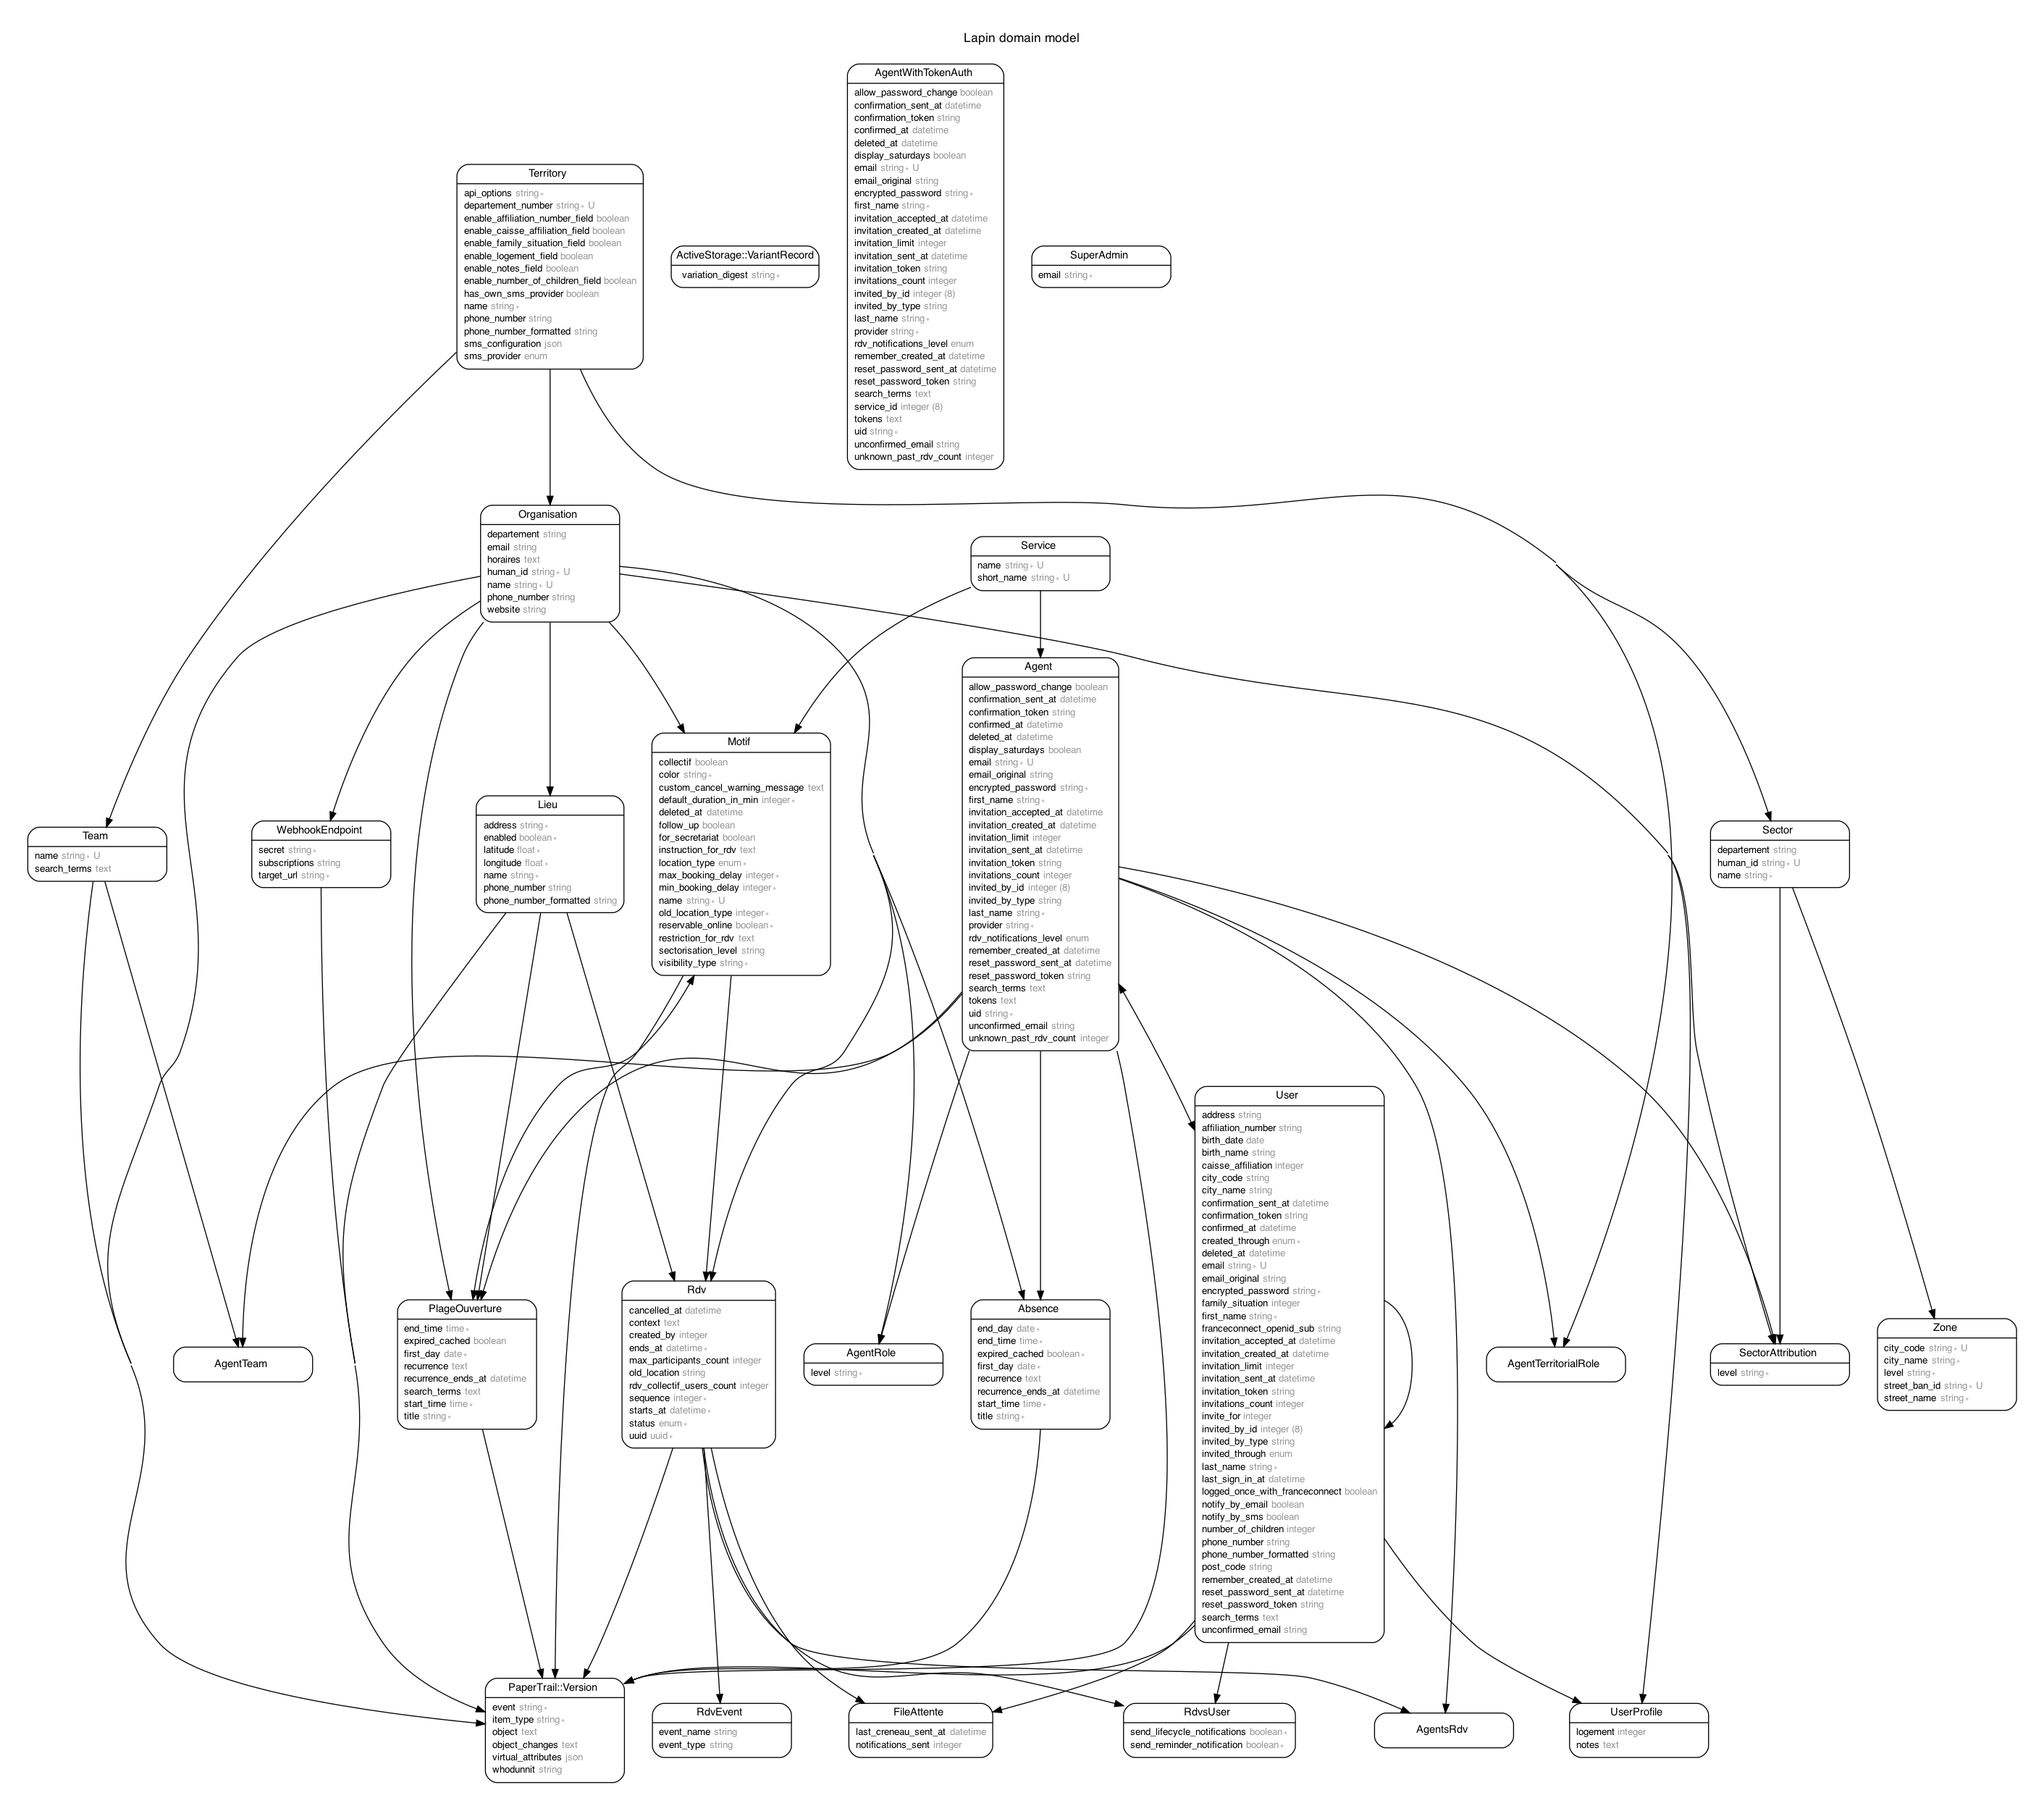 Lapin domain model
AgentWithTokenAuth
allow_password_change boolean
confirmation_sent_at datetime
confirmation_token string
confirmed_at datetime
deleted_at datetime
display_saturdays boolean
email string∗ U
email_original string
encrypted_password string∗
first_name string∗
invitation_accepted_at datetime
invitation_created_at datetime
invitation_limit integer
invitation_sent_at datetime
invitation_token string
invitations_count integer
invited_by_id integer (8)
invited_by_type string
last_name string∗
provider string∗
rdv_notifications_level enum
remember_created_at datetime
reset_password_sent_at datetime
reset_password_token string
search_terms text
service_id integer (8)
tokens text
uid string∗
unconfirmed_email string
unknown_past_rdv_count integer
Territory
api_options string∗
departement_number string∗ U
enable_affiliation_number_field boolean
enable_caisse_affiliation_field boolean
enable_family_situation_field boolean
enable_logement_field boolean
enable_notes_field boolean
enable_number_of_children_field boolean
has_own_sms_provider boolean
name string∗
phone_number string
phone_number_formatted string
sms_configuration json
sms_provider enum
ActiveStorage::VariantRecord
variation_digest string∗
SuperAdmin
email string∗
Organisation
departement string
email string
horaires text
human_id string∗ U
name string∗ U
phone_number string
website string
Service
name string∗ U
short_name string∗ U
Agent
allow_password_change boolean
confirmation_sent_at datetime
confirmation_token string
confirmed_at datetime
deleted_at datetime
display_saturdays boolean
email string∗ U
email_original string
encrypted_password string∗
first_name string∗
invitation_accepted_at datetime
invitation_created_at datetime
invitation_limit integer
invitation_sent_at datetime
invitation_token string
invitations_count integer
invited_by_id integer (8)
invited_by_type string
last_name string∗
provider string∗
rdv_notifications_level enum
remember_created_at datetime
reset_password_sent_at datetime
reset_password_token string
search_terms text
tokens text
uid string∗
unconfirmed_email string
unknown_past_rdv_count integer
Motif
collectif boolean
color string∗
custom_cancel_warning_message text
default_duration_in_min integer∗
deleted_at datetime
follow_up boolean
for_secretariat boolean
instruction_for_rdv text
location_type enum∗
max_booking_delay integer∗
min_booking_delay integer∗
name string∗ U
old_location_type integer∗
reservable_online boolean∗
restriction_for_rdv text
sectorisation_level string
visibility_type string∗
Lieu
address string∗
enabled boolean∗
latitude float∗
longitude float∗
name string∗
phone_number string
phone_number_formatted string
WebhookEndpoint
secret string∗
subscriptions string
target_url string∗
Team
name string∗ U
search_terms text
Sector
departement string
human_id string∗ U
name string∗
User
address string
affiliation_number string
birth_date date
birth_name string
caisse_affiliation integer
city_code string
city_name string
confirmation_sent_at datetime
confirmation_token string
confirmed_at datetime
created_through enum∗
deleted_at datetime
email string∗ U
email_original string
encrypted_password string∗
family_situation integer
first_name string∗
franceconnect_openid_sub string
invitation_accepted_at datetime
invitation_created_at datetime
invitation_limit integer
invitation_sent_at datetime
invitation_token string
invitations_count integer
invite_for integer
invited_by_id integer (8)
invited_by_type string
invited_through enum
last_name string∗
last_sign_in_at datetime
logged_once_with_franceconnect boolean
notify_by_email boolean
notify_by_sms boolean
number_of_children integer
phone_number string
phone_number_formatted string
post_code string
remember_created_at datetime
reset_password_sent_at datetime
reset_password_token string
search_terms text
unconfirmed_email string
AgentTeam
PlageOuverture
end_time time∗
expired_cached boolean
first_day date∗
recurrence text
recurrence_ends_at datetime
search_terms text
start_time time∗
title string∗
Rdv
cancelled_at datetime
context text
created_by integer
ends_at datetime∗
max_participants_count integer
old_location string
rdv_collectif_users_count integer
sequence integer∗
starts_at datetime∗
status enum∗
uuid uuid∗
AgentRole
level string∗
Absence
end_day date∗
end_time time∗
expired_cached boolean∗
first_day date∗
recurrence text
recurrence_ends_at datetime
start_time time∗
title string∗
AgentTerritorialRole
SectorAttribution
level string∗
Zone
city_code string∗ U
city_name string∗
level string∗
street_ban_id string∗ U
street_name string∗
PaperTrail::Version
event string∗
item_type string∗
object text
object_changes text
virtual_attributes json
whodunnit string
RdvEvent
event_name string
event_type string
FileAttente
last_creneau_sent_at datetime
notifications_sent integer
RdvsUser
send_lifecycle_notifications boolean∗
send_reminder_notification boolean∗
AgentsRdv
UserProfile
logement integer
notes text